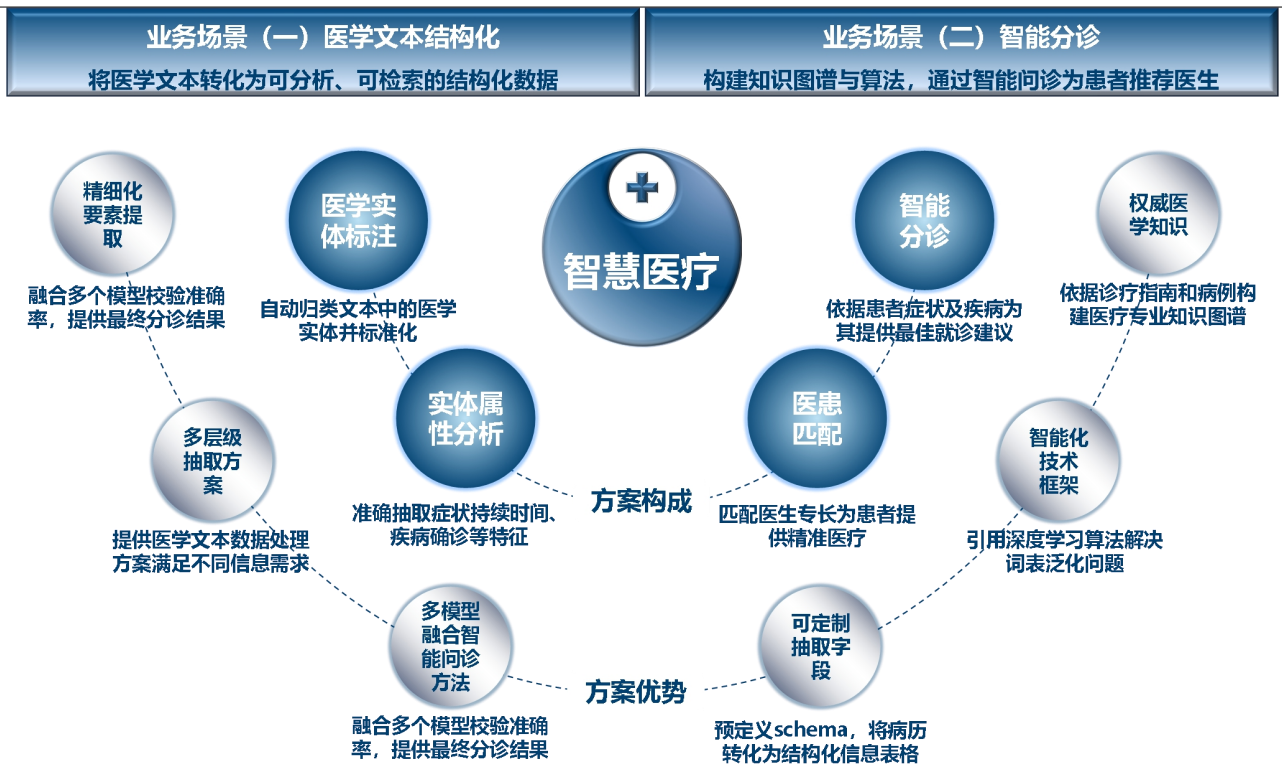 业务场景（一）医学文本结构化
将医学文本转化为可分析、可检索的结构化数据
业务场景（二）智能分诊
构建知识图谱与算法，通过智能问诊为患者推荐医生
精细化
要素提
取
融合多个模型校验准确
率，提供最终分诊结果
医学实
体标注
自动归类文本中的医学
实体并标准化
智慧医疗
智能
分诊
依据患者症状及疾病为
其提供最佳就诊建议
权威医
学知识
依据诊疗指南和病例构
建医疗专业知识图谱
多层级
抽取方
案
提供医学文本数据处理
方案满足不同信息需求
实体属
性分析
准确抽取症状持续时间、
疾病确诊等特征
方案构成
医患
匹配
匹配医生专长为患者提
供精准医疗
智能化
技术
框架
引用深度学习算法解决
词表泛化问题
多模型
融合智
能问诊
方法
融合多个模型校验准确
率，提供最终分诊结果
方案优势
可定制
抽取字
段
预定义schema，将病历
转化为结构化信息表格